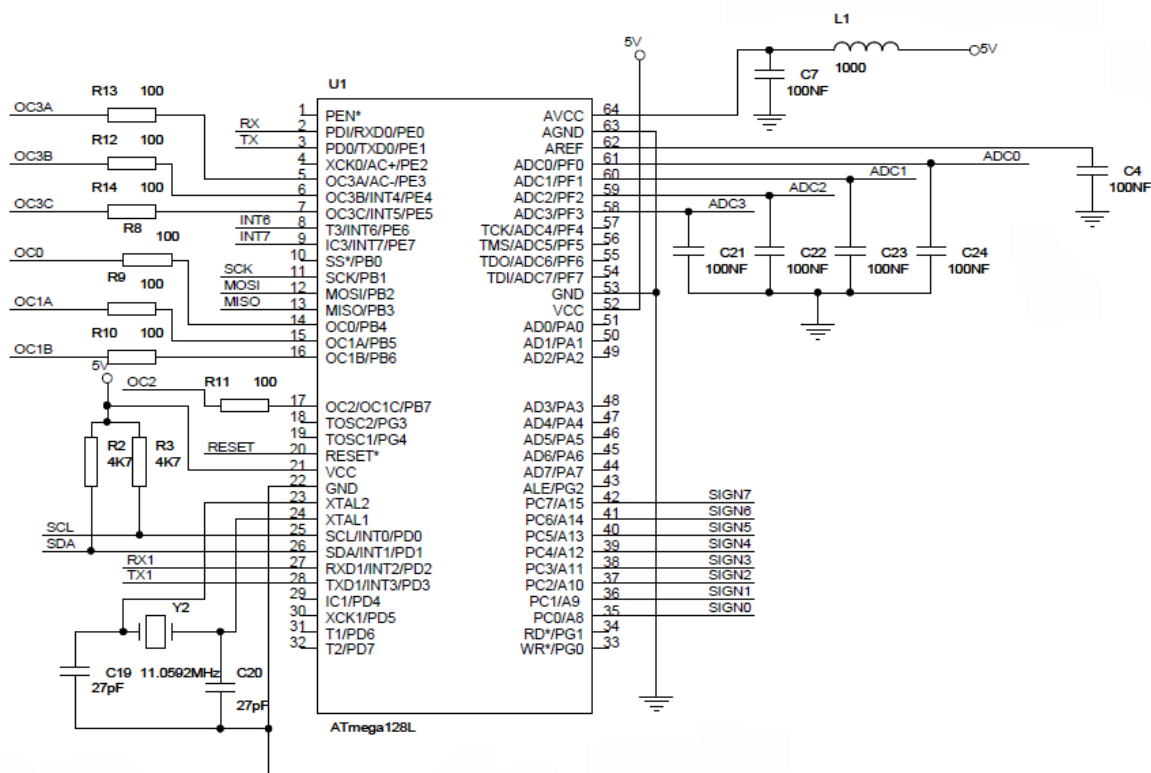 L1
5V
5V
1000
C7
100NF
R13 100
U1
OC3A
1 PEN* AVCC 64
RX 2 PDI/RXD0/PE0 AGND 63
TX 3 PD0/TXD0/PE1 AREF 62
R12 100
OC3B
4 XCK0/AC+/PE2 ADC0/PF0 61 ADC0
5 OC3A/AC-/PE3 ADC1/PF1 60 ADC1
C4
100NF
R14 100
6 OC3B/INT4/PE4 ADC2/PF2 59 ADC2
OC3C
7 OC3C/INT5/PE5 ADC3/PF3 58 ADC3
R8 100
INT6 8 T3/INT6/PE6 TCK/ADC4/PF4 57
INT7 9 IC3/INT7/PE7 TMS/ADC5/PF5 56
C21 C22 C23 C24
100NF 100NF 100NF 100NF
OC0
10 SS*/PB0 TDO/ADC6/PF6 55
SCK 11 SCK/PB1 TDI/ADC7/PF7 54
R9 100
MOSI 12 MOSI/PB2 GND 53
MISO 13 MISO/PB3 VCC 52
OC1A
14 OC0/PB4 AD0/PA0 51
R10 100
15 OC1A/PB5 AD1/PA1 50
OC1B
16 OC1B/PB6 AD2/PA2 49
5V
OC2 R11 100
17 OC2/OC1C/PB7 AD3/PA3 48
18 TOSC2/PG3 AD4/PA4 47
19 TOSC1/PG4 AD5/PA5 46
R2 R3
4K7 4K7
RESET 20 RESET* AD6/PA6 45
21 VCC AD7/PA7 44
22 GND ALE/PG2 43
23 XTAL2 PC7/A15 42 SIGN7
24 XTAL1 PC6/A14 41 SIGN6
SCL 25 SCL/INT0/PD0 PC5/A13 40 SIGN5
SDA 26 SDA/INT1/PD1 PC4/A12 39 SIGN4
RX1 27 RXD1/INT2/PD2 PC3/A11 38 SIGN3
TX1 28 TXD1/INT3/PD3 PC2/A10 37 SIGN2
29 IC1/PD4 PC1/A9 36 SIGN1
30 XCK1/PD5 PC0/A8 35 SIGN0
Y2
31 T1/PD6 RD*/PG1 34
32 T2/PD7 WR*/PG0 33
C19 11.0592MHz C20
27pF 27pF
ATmega128L